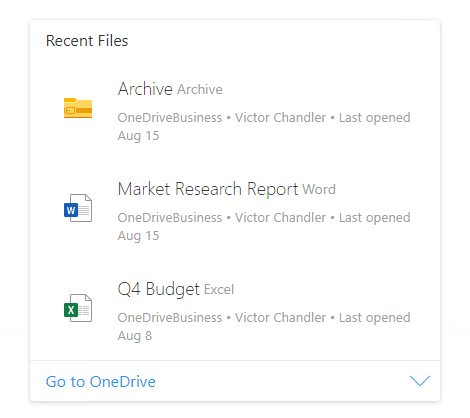 Recent Files
Archive Archive
OneDriveBusiness • Victor Chandler • Last opened
Aug 15
W
Market Research Report Word
OneDriveBusiness • Victor Chandler • Last opened
Aug 15
X
Q4 Budget Excel
OneDriveBusiness • Victor Chandler • Last opened
Aug 8
Go to OneDrive